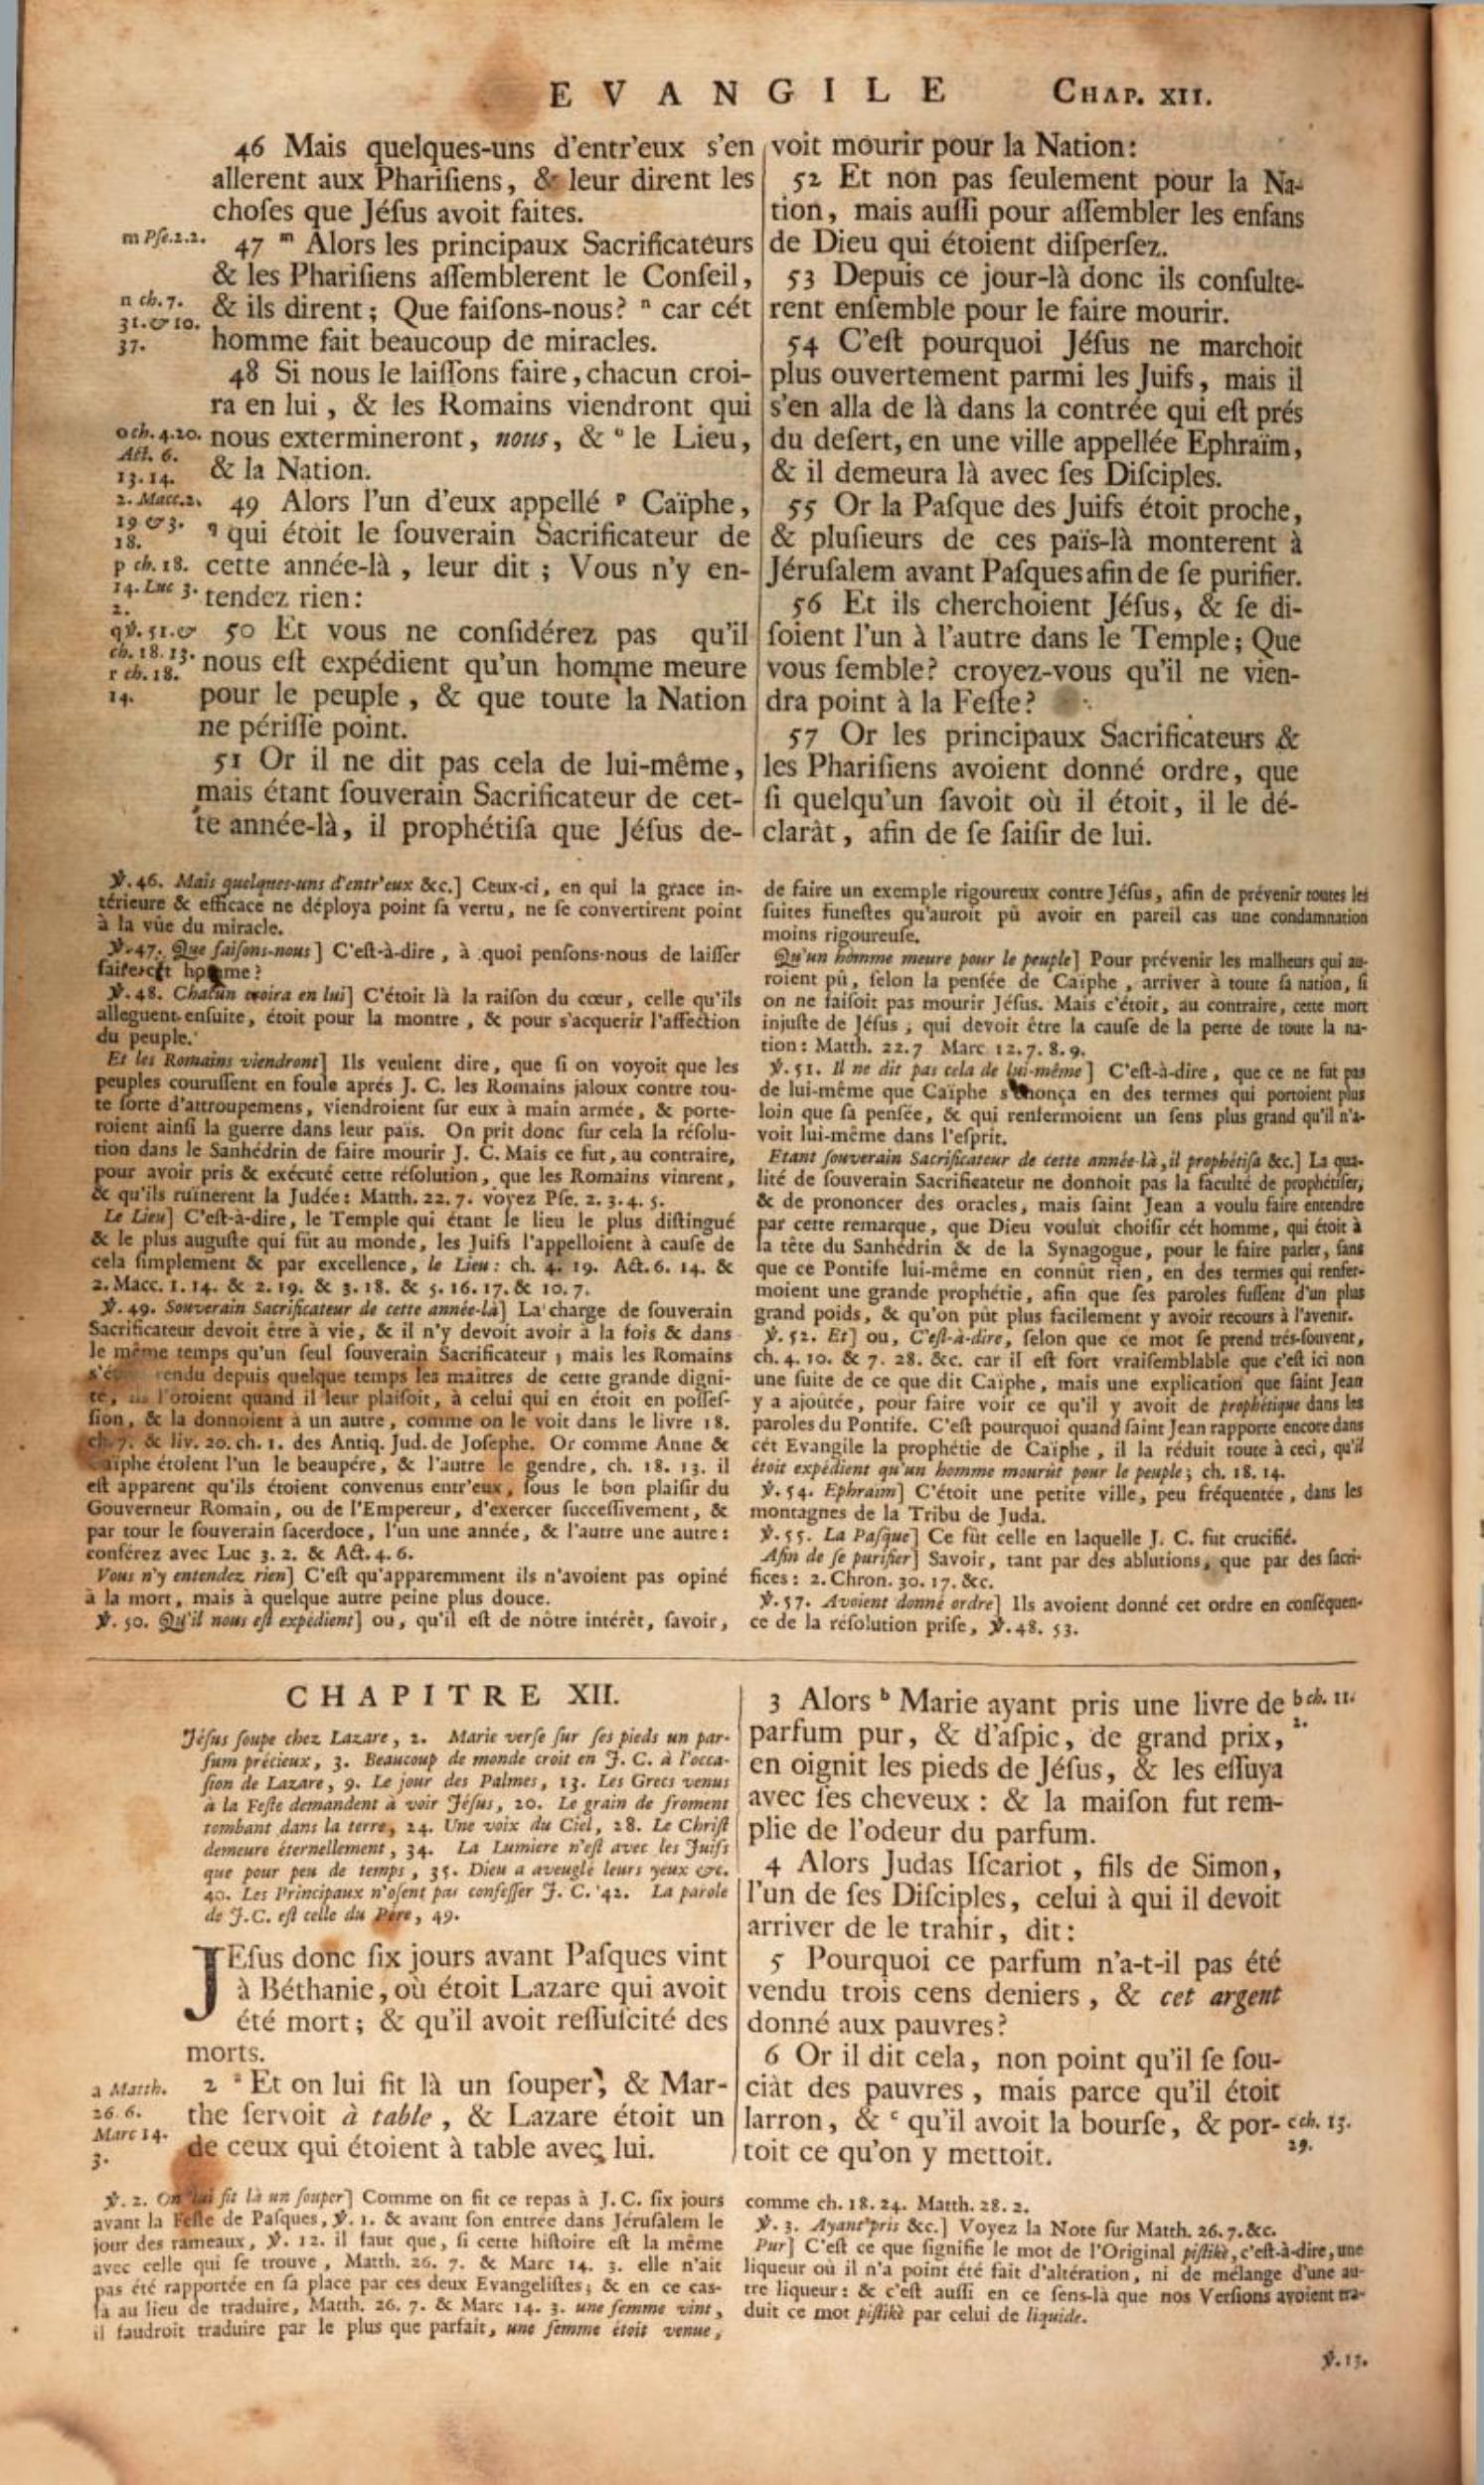 EVANGILE CHAP. XII.
46 Mais quelques-uns d'entr'eux s'en
allerent aux Phariſiens, & leur dirent les
choſes que Jéſus avoit faites.
m Pſe.2.2.
47 m Alors les principaux Sacrificateurs
& les Phariſiens aſſemblerent le Conſeil,
n ch. 7.
31.& 10.
37.
& ils dirent ; Que faiſons-nous? n car cét
homme fait beaucoup de miracles.
48 Si nous le laiſſons faire, chacun croi-
ra en lui, & les Romains viendront qui
o ch. 4.20.
Act. 6.
13.14.
2. Macc.2.
19 & 3.
18.
nous extermineront, nous, & o le Lieu,
& la Nation.
49 Alors l'un d'eux appellé p Caïphe,
q qui étoit le ſouverain Sacrificateur de
p ch. 18.
14. Luc 3.
2.
cette année-là, leur dit ; Vous n'y en-
tendez rien:
q ℣. 51.&
ch. 18. 13.
r ch. 18.
14.
50 Et vous ne conſidérez pas qu'il
nous eſt expédient qu'un homme meure
pour le peuple, & que toute la Nation
ne périſſe point.
51 Or il ne dit pas cela de lui-même,
mais étant ſouverain Sacrificateur de cet-
te année-là, il prophétiſa que Jéſus de-
voit mourir pour la Nation:
52 Et non pas ſeulement pour la Na-
tion, mais auſſi pour aſſembler les enfans
de Dieu qui étoient diſperſez.
53 Depuis ce jour-là donc ils conſulte-
rent enſemble pour le faire mourir.
54 C'eſt pourquoi Jéſus ne marchoit
plus ouvertement parmi les Juifs, mais il
s'en alla de là dans la contrée qui eſt prés
du deſert, en une ville appellée Ephraïm,
& il demeura là avec ſes Diſciples.
55 Or la Paſque des Juifs étoit proche,
& pluſieurs de ces païs-là monterent à
Jéruſalem avant Paſques afin de ſe purifier.
56 Et ils cherchoient Jéſus, & ſe di-
ſoient l'un à l'autre dans le Temple; Que
vous ſemble? croyez-vous qu'il ne vien-
dra point à la Feſte?
57 Or les principaux Sacrificateurs &
les Phariſiens avoient donné ordre, que
ſi quelqu'un ſavoit où il étoit, il le dé-
clarât, afin de ſe ſaiſir de lui.
℣. 46. Mais quelques-uns d'entr'eux &c.] Ceux-ci, en qui la grace in-
térieure & efficace ne déploya point ſa vertu, ne ſe convertirent point
à la vûe du miracle.
℣. 47. Que faiſons-nous] C'eſt-à-dire, à quoi penſons-nous de laiſſer
faire cét homme?
℣. 48. Chacun croira en lui] C'étoit là la raiſon du cœur, celle qu'ils
alleguent enſuite, étoit pour la montre, & pour s'acquerir l'affection
du peuple.
Et les Romains viendront] Ils veulent dire, que ſi on voyoit que les
peuples couruſſent en foule aprés J. C. les Romains jaloux contre tou-
te ſorte d'attroupemens, viendroient ſur eux à main armée, & porte-
roient ainſi la guerre dans leur païs. On prit donc ſur cela la réſolu-
tion dans le Sanhédrin de faire mourir J. C. Mais ce fut, au contraire,
pour avoir pris & exécuté cette réſolution, que les Romains vinrent,
& qu'ils ruïnerent la Judée: Matth. 22. 7. voyez Pſe. 2. 3. 4. 5.
Le Lieu] C'eſt-à-dire, le Temple qui étant le lieu le plus diſtingué
& le plus auguſte qui fût au monde, les Juifs l'appelloient à cauſe de
cela ſimplement & par excellence, le Lieu: ch. 4. 19. Act. 6. 14. &
2. Macc. 1. 14. & 2. 19. & 3. 18. & 5. 16. 17. & 10. 7.
℣. 49. Souverain Sacrificateur de cette année-là] La charge de ſouverain
Sacrificateur devoit être à vie, & il n'y devoit avoir à la fois & dans
le même temps qu'un ſeul ſouverain Sacrificateur ; mais les Romains
rendu depuis quelque temps les maîtres de cette grande digni-
té, l'ôtoient quand il leur plaiſoit, à celui qui en étoit en poſſeſ-
ſion, & la donnoient à un autre, comme on le voit dans le livre 18.
ch. 7. & liv. 20. ch. 1. des Antiq. Jud. de Joſephe. Or comme Anne &
Caïphe étoient l'un le beaupére, & l'autre le gendre, ch. 18. 13. il
eſt apparent qu'ils étoient convenus entr'eux, ſous le bon plaiſir du
Gouverneur Romain, ou de l'Empereur, d'exercer ſucceſſivement, &
par tour le ſouverain ſacerdoce, l'un une année, & l'autre une autre:
conférez avec Luc 3. 2. & Act. 4. 6.
Vous n'y entendez rien] C'eſt qu'apparemment ils n'avoient pas opiné
à la mort, mais à quelque autre peine plus douce.
℣. 50. Qu'il nous eſt expédient] ou, qu'il eſt de nôtre intérêt, ſavoir,
de faire un exemple rigoureux contre Jéſus, afin de prévenir toutes les
ſuites funeſtes qu'auroit pû avoir en pareil cas une condamnation
moins rigoureuſe.
Qu'un homme meure pour le peuple] Pour prévenir les malheurs qui au-
roient pû, ſelon la penſée de Caïphe, arriver à toute ſa nation, ſi
on ne faiſoit pas mourir Jéſus. Mais c'étoit, au contraire, cette mort
injuſte de Jéſus, qui devoit être la cauſe de la perte de toute la na-
tion: Matth. 22. 7 Marc 12. 7. 8. 9.
℣. 51. Il ne dit pas cela de lui-même] C'eſt-à-dire, que ce ne fut pas
de lui-même que Caïphe s'énonça en des termes qui portoient plus
loin que ſa penſée, & qui renfermoient un ſens plus grand qu'il n'a-
voit lui-même dans l'eſprit.
Etant ſouverain Sacrificateur de cette année-là, il prophétiſa &c.] La qua-
lité de ſouverain Sacrificateur ne donnoit pas la faculté de prophétiſer,
& de prononcer des oracles, mais ſaint Jean a voulu faire entendre
par cette remarque, que Dieu voulut choiſir cét homme, qui étoit à
la tête du Sanhédrin & de la Synagogue, pour le faire parler, ſans
que ce Pontife lui-même en connût rien, en des termes qui renfer-
moient une grande prophétie, afin que ſes paroles fuſſent d'un plus
grand poids, & qu'on pût plus facilement y avoir recours à l'avenir.
℣. 52. Et] ou, C'eſt-à-dire, ſelon que ce mot ſe prend trés-ſouvent,
ch. 4. 10. & 7. 28. &c. car il eſt fort vraiſemblable que c'eſt ici non
une ſuite de ce que dit Caïphe, mais une explication que ſaint Jean
y a ajoûtée, pour faire voir ce qu'il y avoit de prophétique dans les
paroles du Pontife. C'eſt pourquoi quand ſaint Jean rapporte encore dans
cét Evangile la prophétie de Caïphe, il la réduit toute à ceci, qu'il
étoit expédient qu'un homme mourût pour le peuple; ch. 18. 14.
℣. 54. Ephraïm] C'étoit une petite ville, peu fréquentée, dans les
montagnes de la Tribu de Juda.
℣. 55. La Paſque] Ce fût celle en laquelle J. C. fut crucifié.
Afin de ſe purifier] Savoir, tant par des ablutions, que par des ſacri-
fices: 2. Chron. 30. 17. &c.
℣. 57. Avoient donné ordre] Ils avoient donné cet ordre en conſéquen-
ce de la réſolution priſe, ℣. 48. 53.
CHAPITRE XII.
Jéſus ſoupe chez Lazare, 2. Marie verſe ſur ſes pieds un par-
fum précieux, 3. Beaucoup de monde croit en J. C. à l'occa-
ſion de Lazare, 9. Le jour des Palmes, 13. Les Grecs venus
à la Feſte demandent à voir Jéſus, 20. Le grain de froment
tombant dans la terre, 24. Une voix du Ciel, 28. Le Chriſt
demeure éternellement, 34. La Lumiere n'eſt avec les Juifs
que pour peu de temps, 35. Dieu a aveuglé leurs yeux &c.
40. Les Principaux n'oſent pas confeſſer J. C. 42. La parole
de J.C. eſt celle du Pére, 49.
JEſus donc ſix jours avant Paſques vint
à Béthanie, où étoit Lazare qui avoit
été mort; & qu'il avoit reſſuſcité des
morts.
a Matth.
26. 6.
Marc 14.
3.
2 a Et on lui fit là un ſouper, & Mar-
the ſervoit à table, & Lazare étoit un
de ceux qui étoient à table avec lui.
3 Alors b Marie ayant pris une livre de
b ch. 11.
2.
parfum pur, & d'aſpic, de grand prix,
en oignit les pieds de Jéſus, & les eſſuya
avec ſes cheveux : & la maiſon fut rem-
plie de l'odeur du parfum.
4 Alors Judas Iſcariot, fils de Simon,
l'un de ſes Diſciples, celui à qui il devoit
arriver de le trahir, dit:
5 Pourquoi ce parfum n'a-t-il pas été
vendu trois cens deniers, & cet argent
donné aux pauvres?
6 Or il dit cela, non point qu'il ſe ſou-
ciât des pauvres, mais parce qu'il étoit
larron, & c qu'il avoit la bourſe, & por-
c ch. 13.
29.
toit ce qu'on y mettoit.
℣. 2. On lui fit là un ſouper] Comme on fit ce repas à J. C. ſix jours
avant la Feſte de Paſques, ℣. 1. & avant ſon entrée dans Jéruſalem le
jour des rameaux, ℣. 12. il faut que, ſi cette hiſtoire eſt la même
avec celle qui ſe trouve, Matth. 26. 7. & Marc 14. 3. elle n'ait
pas été rapportée en ſa place par ces deux Evangeliſtes; & en ce cas-
là au lieu de traduire, Matth. 26. 7. & Marc 14. 3. une femme vint,
il faudroit traduire par le plus que parfait, une femme étoit venue,
comme ch. 18. 24. Matth. 28. 2.
℣. 3. Ayant pris &c.] Voyez la Note ſur Matth. 26. 7. &c.
Pur] C'eſt ce que ſignifie le mot de l'Original piſtikè, c'eſt-à-dire, une
liqueur où il n'a point été fait d'altération, ni de mélange d'une au-
tre liqueur: & c'eſt auſſi en ce ſens-là que nos Verſions avoient tra-
duit ce mot piſtikè par celui de liquide.
℣. 13.